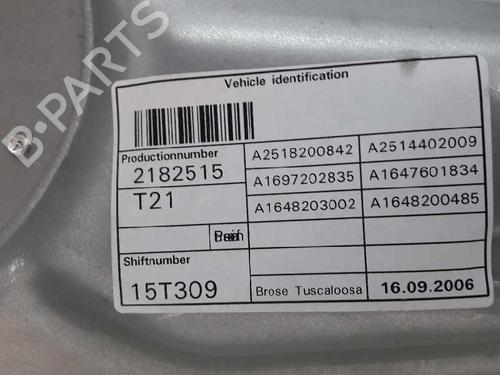 B-PARTS
Vehicle identification
Productionnumber
2182515
T21
Shiftnumber
15T309
A2518200842 A2514402009
A1697202835 A1647601834
A1648203002 A1648200485
Brose Tuscaloosa 16.09.2006